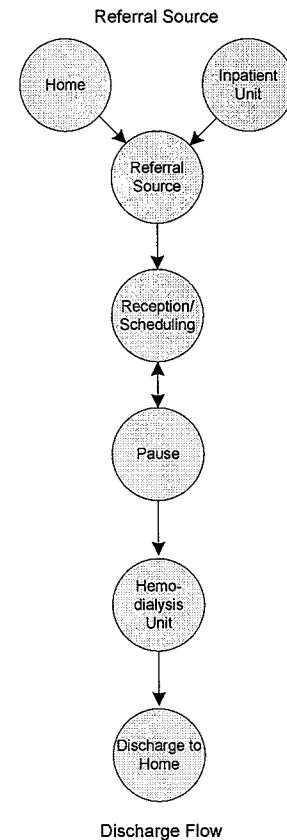 Referral Source
Home
Inpatient
Unit
Referral
Source
Reception/
Scheduling
Pause
Hemo-
dialysis
Unit
Discharge to
Home
Discharge Flow